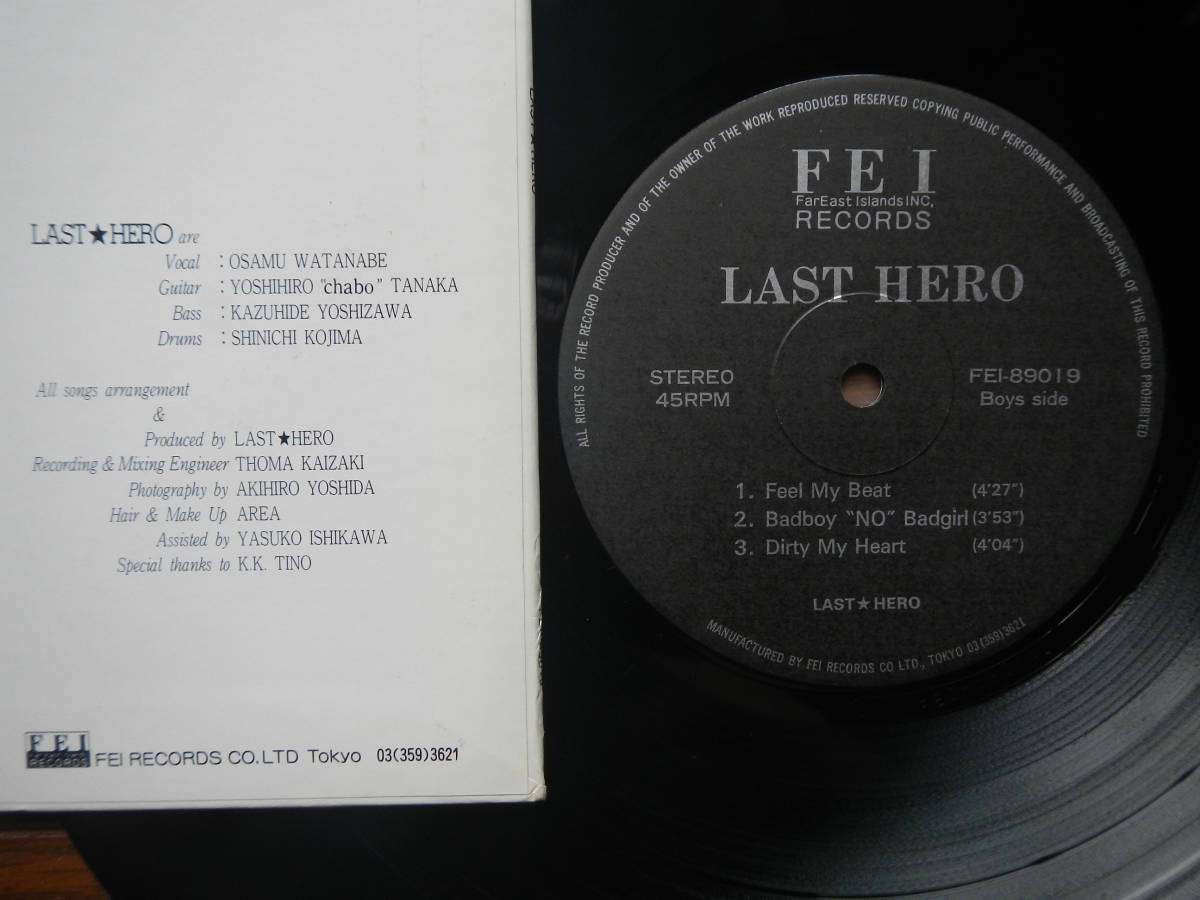 LAST★HERO are
Vocal : OSAMU WATANABE
Guitar : YOSHIHIRO "chabo" TANAKA
Bass : KAZUHIDE YOSHIZAWA
Drums : SHINICHI KOJIMA
All songs arrangement
&
Produced by LAST★HERO
Recording & Mixing Engineer THOMA KAIZAKI
Photography by AKIHIRO YOSHIDA
Hair & Make Up AREA
Assisted by YASUKO ISHIKAWA
Special thanks to K.K. TINO
FEI
records
FEI RECORDS CO.LTD Tokyo 03(359)3621
ALL RIGHTS OF THE RECORD PRODUCER AND OF THE OWNER OF THE WORK REPRODUCED RESERVED COPYING PUBLIC PERFORMANCE AND BROADCASTING OF THIS RECORD PROHIBITED
FEI
FarEast Islands INC.
RECORDS
LAST HERO
STEREO
45RPM
FEI-89019
Boys side
1. Feel My Beat (4'27")
2. Badboy "NO" Badgirl (3'53")
3. Dirty My Heart (4'04")
LAST★HERO
MANUFACTURED BY FEI RECORDS CO LTD., TOKYO 03(359)3621